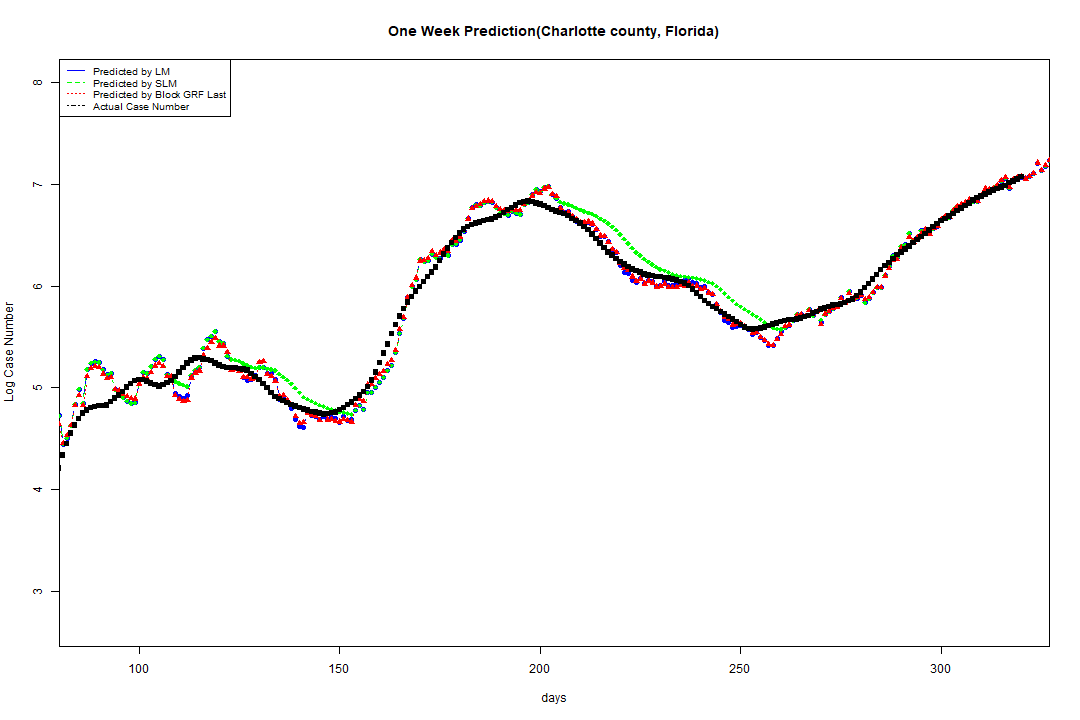 One Week Prediction(Charlotte county, Florida)
Predicted by LM
Predicted by SLM
Predicted by Block GRF Last
Actual Case Number
8
7
6
5
4
3
Log Case Number
100 150 200 250 300
days